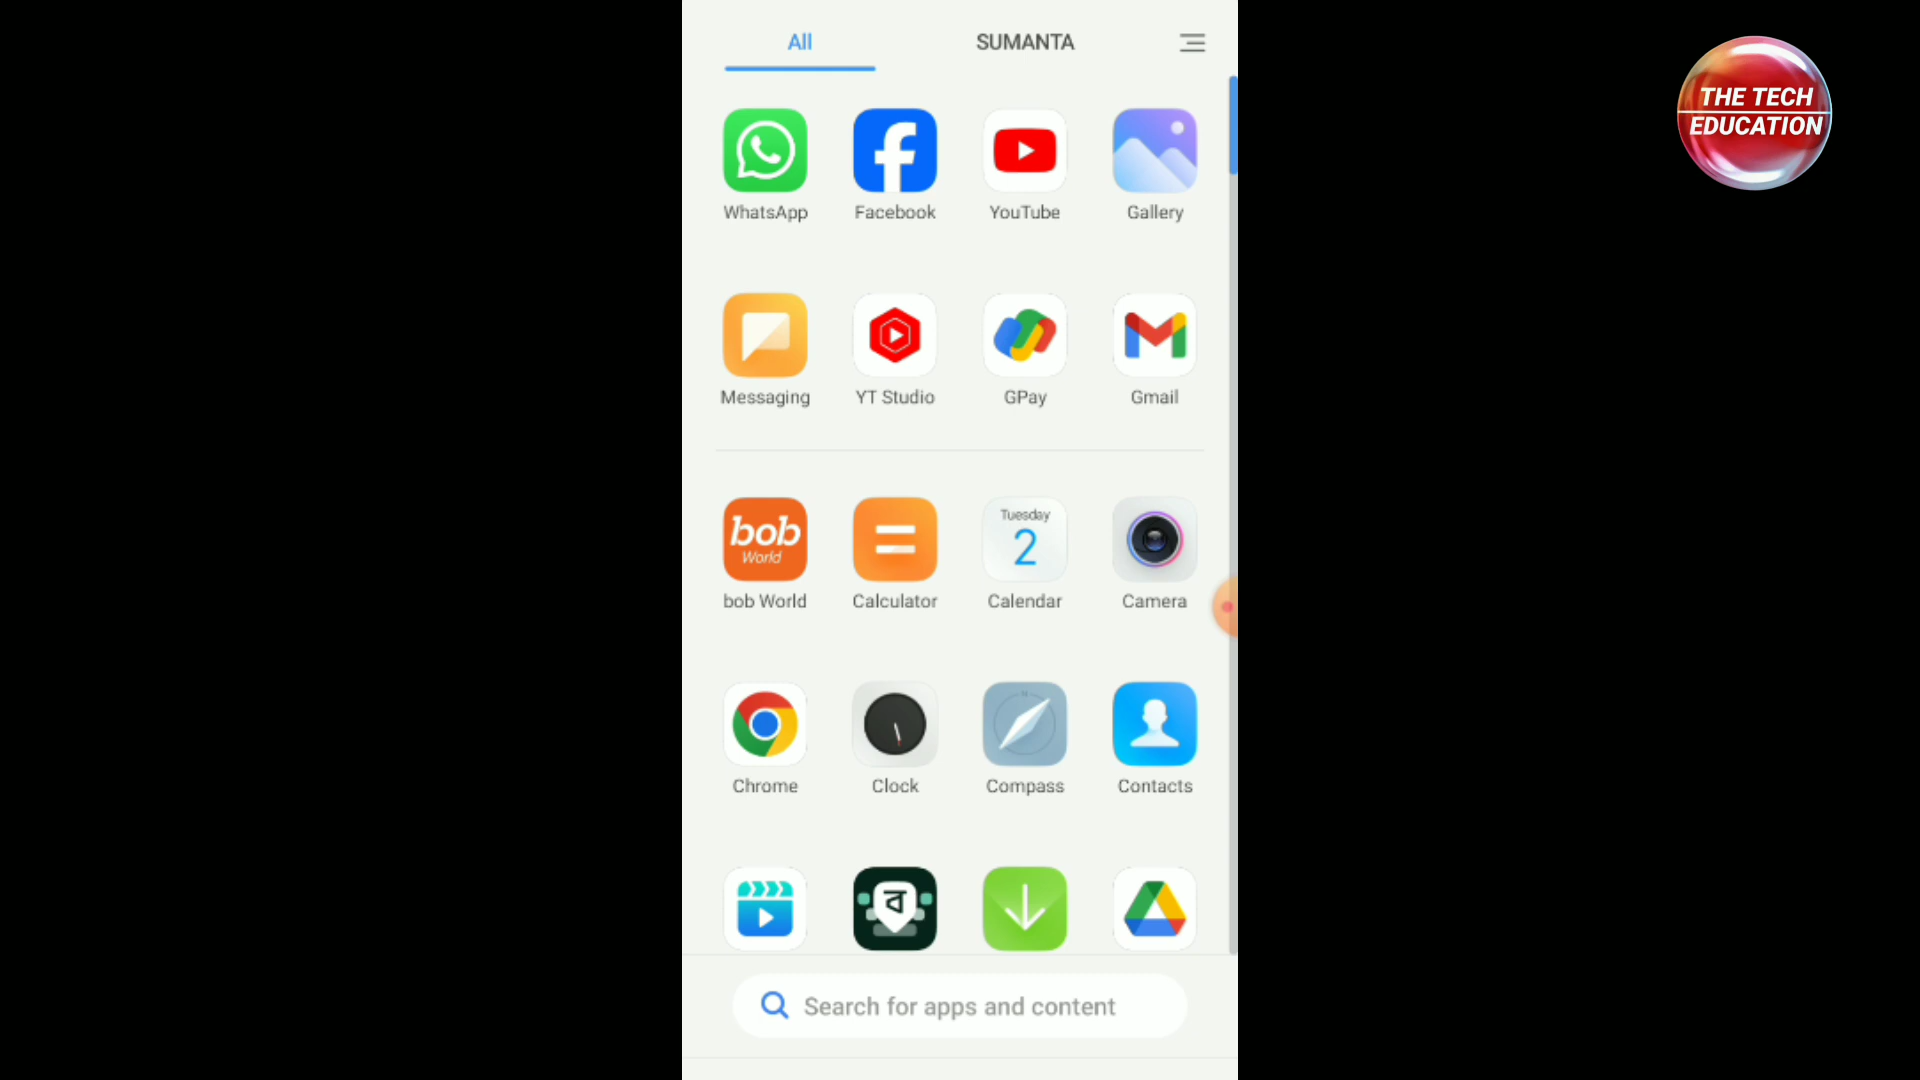 All SUMANTA
THE TECH
EDUCATION
WhatsApp Facebook YouTube Gallery
Messaging YT Studio GPay Gmail
bob
World
Tuesday
2
bob World Calculator Calendar Camera
Chrome Clock Compass Contacts
ব
Search for apps and content